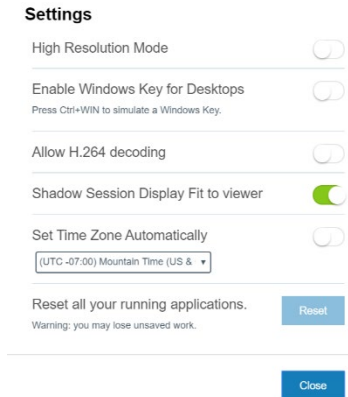 Settings
High Resolution Mode
Enable Windows Key for Desktops
Press Ctrl+WIN to simulate a Windows Key.
Allow H.264 decoding
Shadow Session Display Fit to viewer
Set Time Zone Automatically
(UTC -07:00) Mountain Time (US &
Reset all your running applications.
Reset
Warning: you may lose unsaved work.
Close